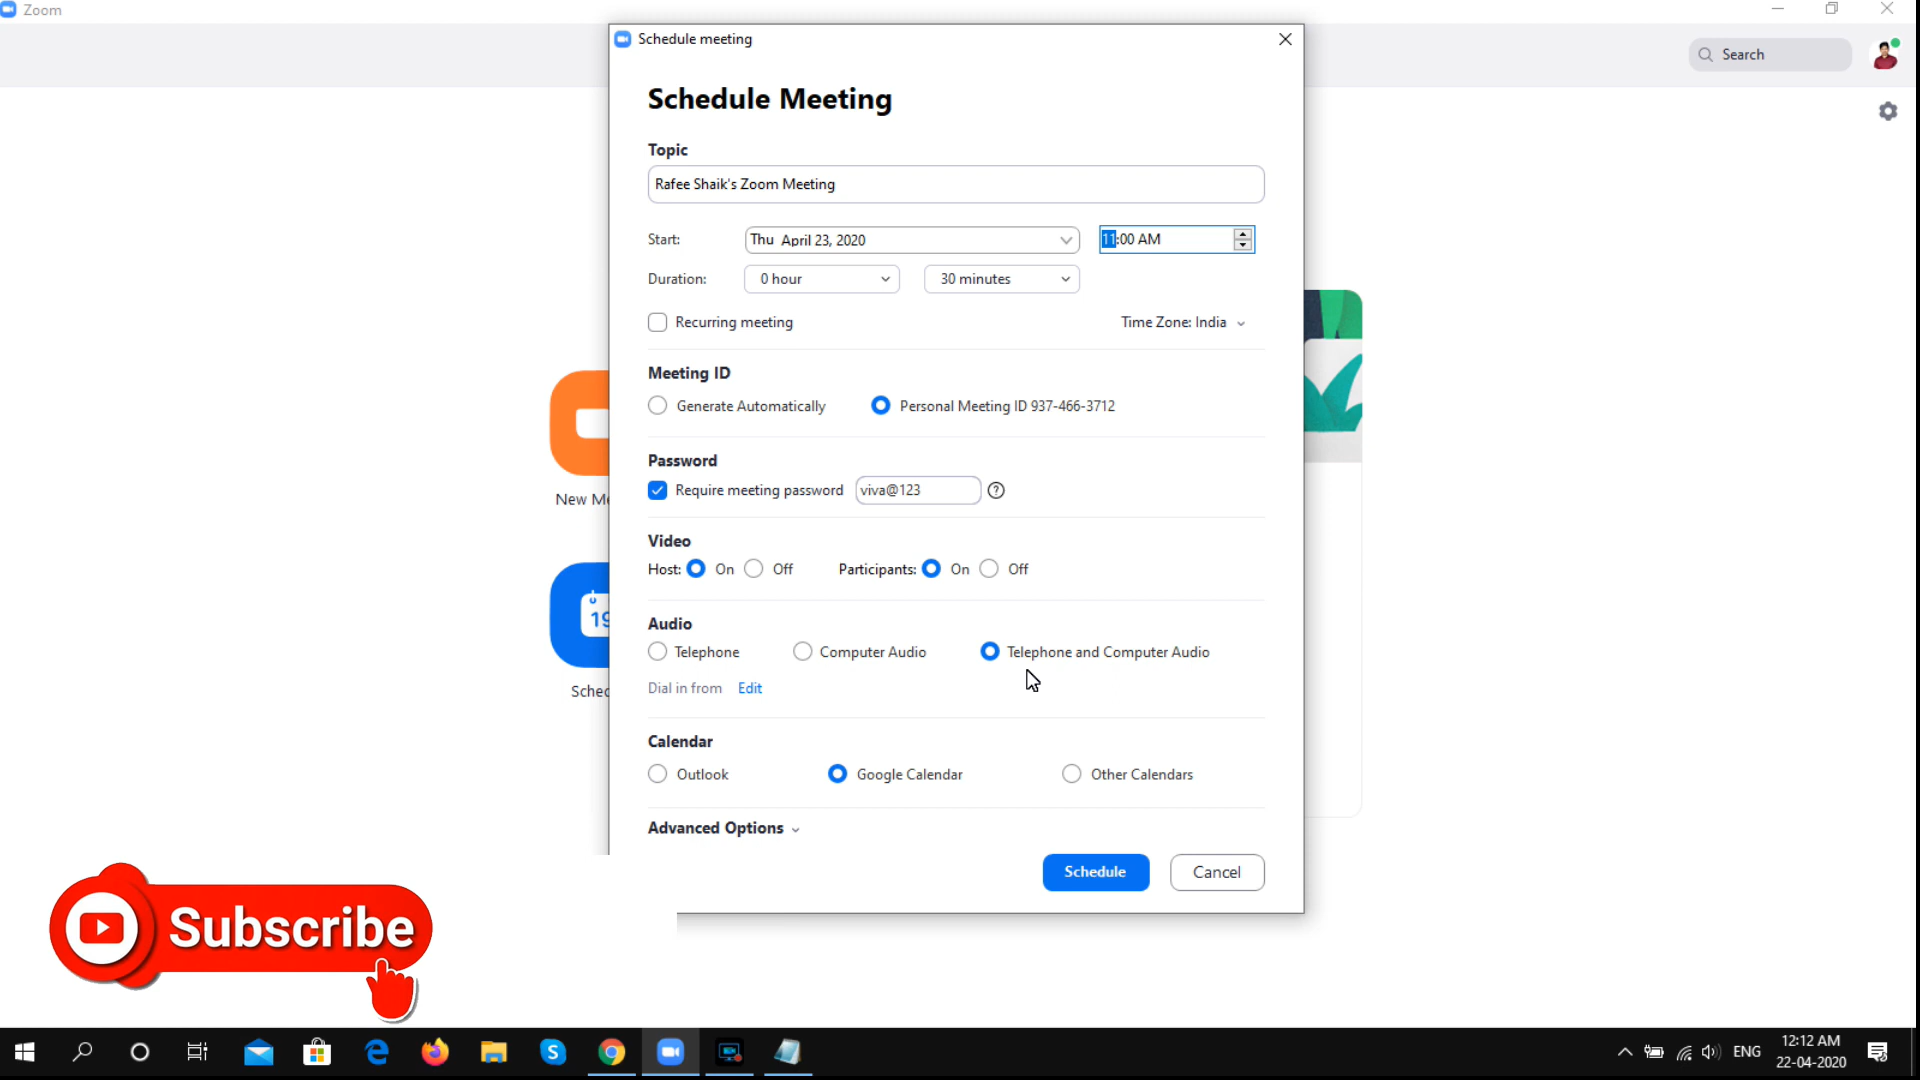 Zoom
Schedule meeting
Search
Schedule Meeting
Topic
Rafee Shaik's Zoom Meeting
Start: Thu April 23, 2020 11:00 AM
Duration: 0 hour 30 minutes
Recurring meeting Time Zone: India
Meeting ID
Generate Automatically Personal Meeting ID 937-466-3712
Password
Require meeting password viva@123 ?
New Me
Video
Host: On Off Participants: On Off
19
Audio
Telephone Computer Audio Telephone and Computer Audio
Dial in from Edit
Sched
Calendar
Outlook Google Calendar Other Calendars
Advanced Options
Schedule Cancel
Subscribe
ENG
12:12 AM
22-04-2020